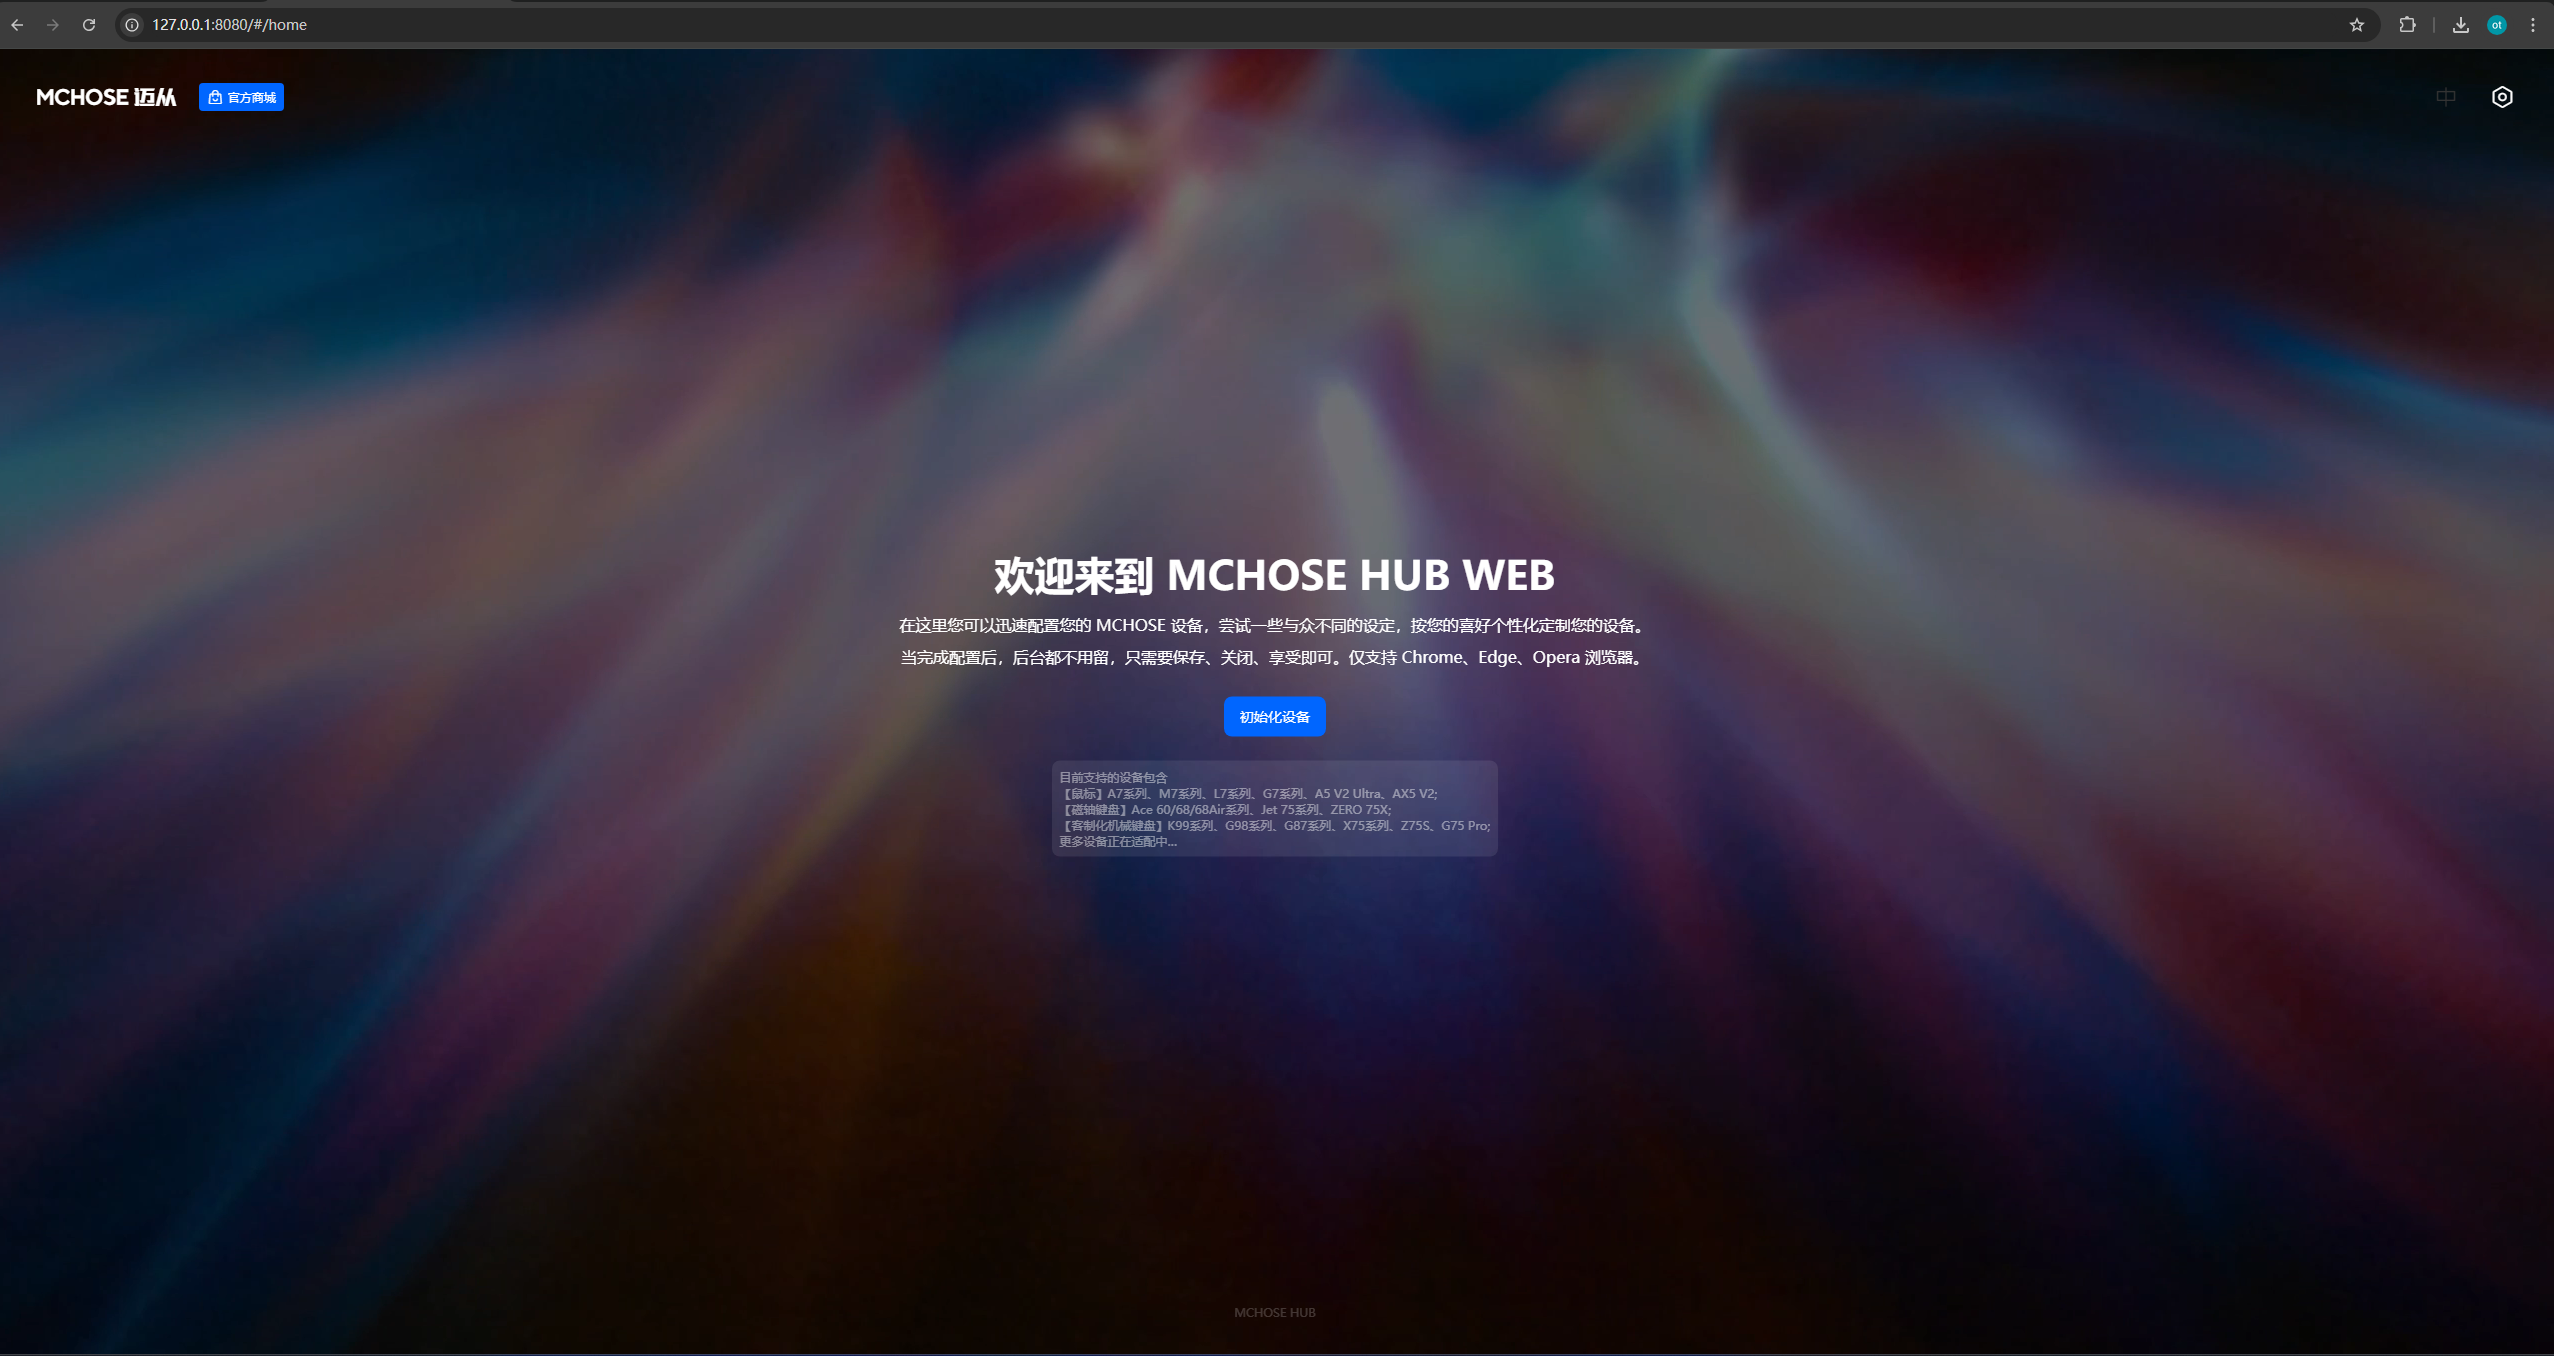 127.0.0.1:8080/#/home
ot
MCHOSE 迈从
官方商城
中
欢迎来到 MCHOSE HUB WEB
在这里您可以迅速配置您的 MCHOSE 设备，尝试一些与众不同的设定，按您的喜好个性化定制您的设备。
当完成配置后，后台都不用留，只需要保存、关闭、享受即可。仅支持 Chrome、Edge、Opera 浏览器。
初始化设备
目前支持的设备包含
【鼠标】A7系列、M7系列、L7系列、G7系列、A5 V2 Ultra、AX5 V2;
【磁轴键盘】Ace 60/68/68Air系列、Jet 75系列、ZERO 75X;
【客制化机械键盘】K99系列、G98系列、G87系列、X75系列、Z75S、G75 Pro;
更多设备正在适配中...
MCHOSE HUB